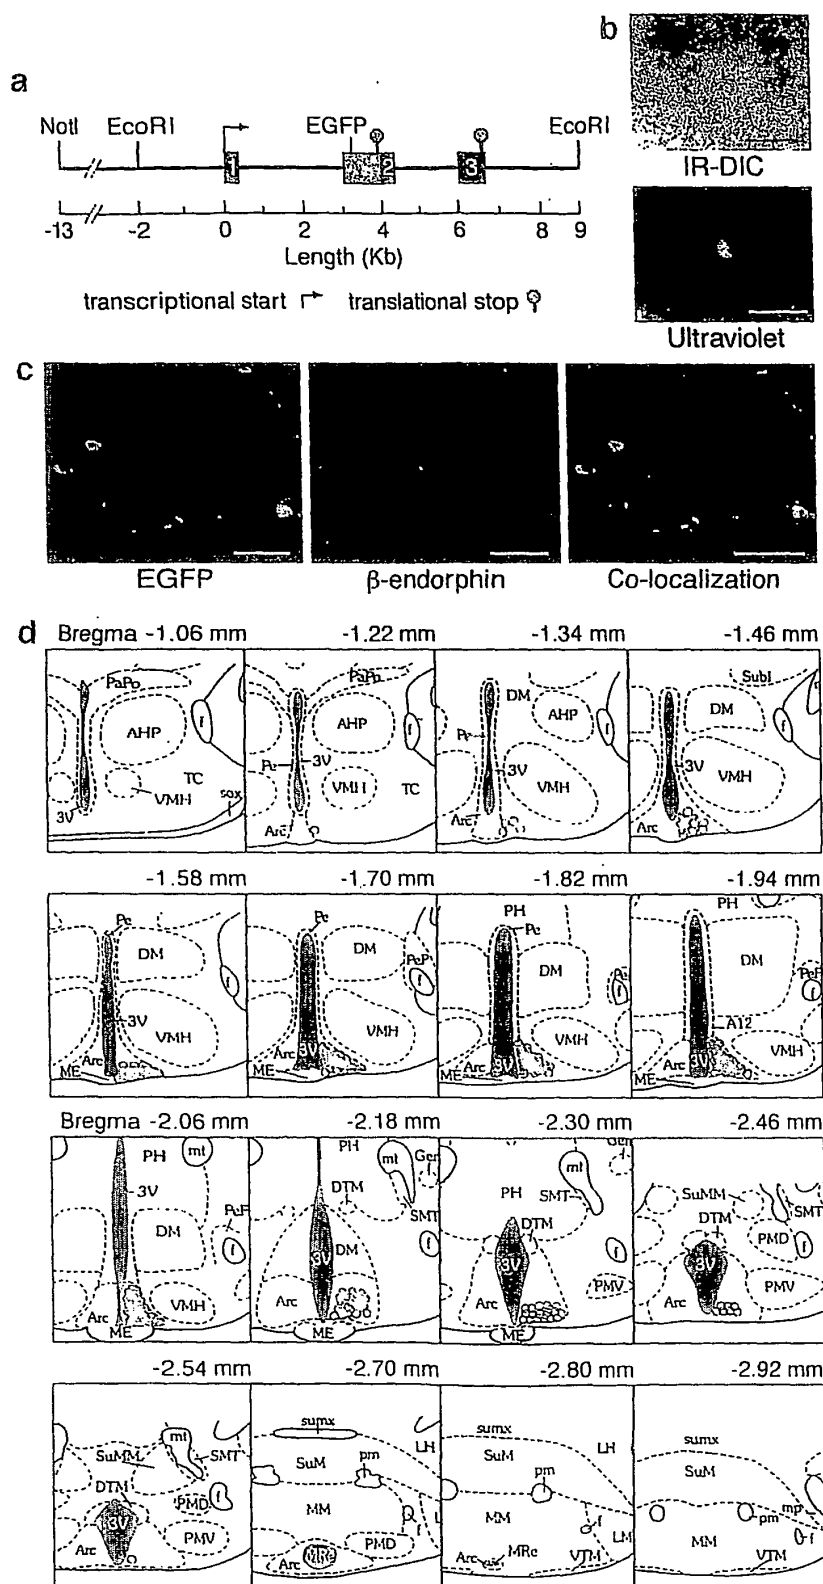 a
NotI EcoRI EGFP EcoRI
1 2 3
-13 -2 0 2 4 6 8 9
Length (Kb)
transcriptional start translational stop
b
IR-DIC
Ultraviolet
c
EGFP β-endorphin Co-localization
d
Bregma -1.06 mm -1.22 mm -1.34 mm -1.46 mm
PaPo AHP f TC VMH 3V sox
PaPo AHP f Pe 3V VMH TC Arc
DM AHP Pe 3V VMH Arc
SubI DM f 3V VMH Arc
-1.58 mm -1.70 mm -1.82 mm -1.94 mm
Pe DM f 3V VMH Arc ME
Pe DM PeF f VMH Arc 3V ME
PH Pe DM f VMH Arc 3V
PH DM PeF f A12 VMH Arc 3V
Bregma -2.06 mm -2.18 mm -2.30 mm -2.46 mm
PH mt 3V PeF DM f Arc VMH ME
PH mt DTM SMT 3V DM f Arc ME
mt Gem PH SMT DTM f 3V PMV Arc ME
SuMM SMT DTM PMD f 3V PMV Arc
-2.54 mm -2.70 mm -2.80 mm -2.92 mm
mt SuMM SMT DTM PMD f 3V PMV Arc
sumx LH SuM pm MM f L PMD Arc MRe
sumx SuM LH pm MM f LM Arc MRe VTM
sumx SuM pm mp f MM VTM